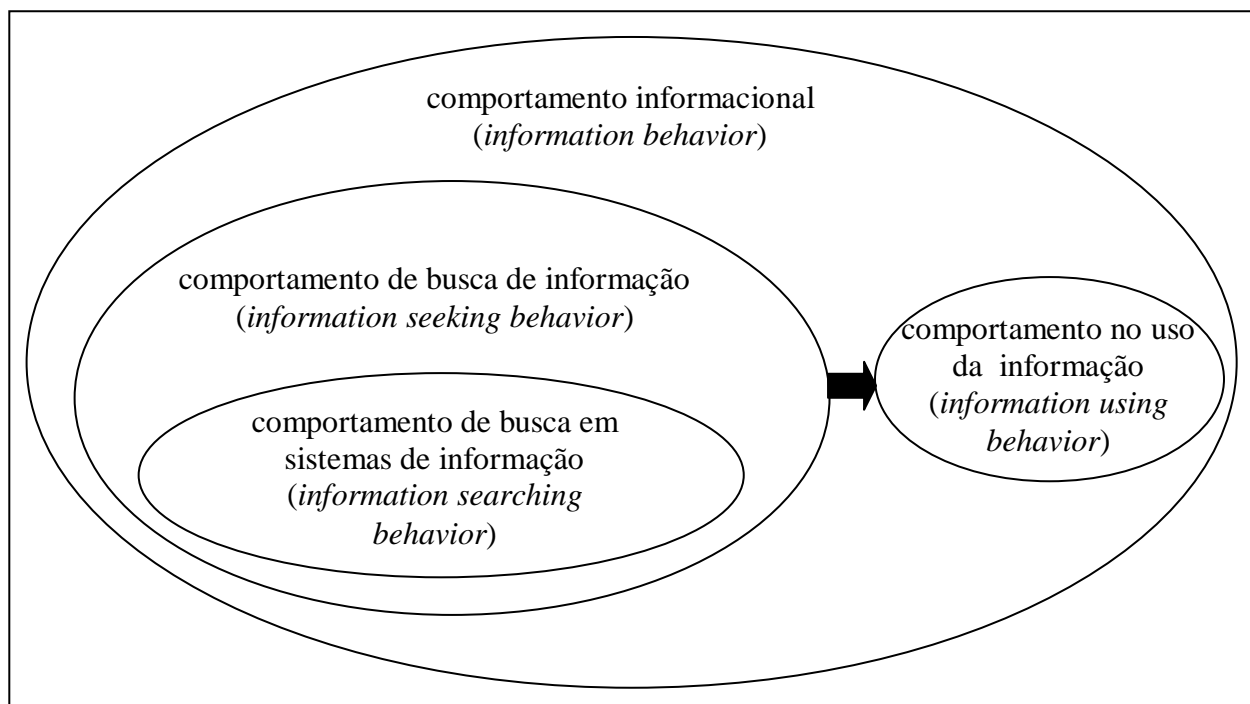 comportamento informacional
(information behavior)
comportamento de busca de informação
(information seeking behavior)
comportamento de busca em
sistemas de informação
(information searching
behavior)
comportamento no uso
da informação
(information using
behavior)